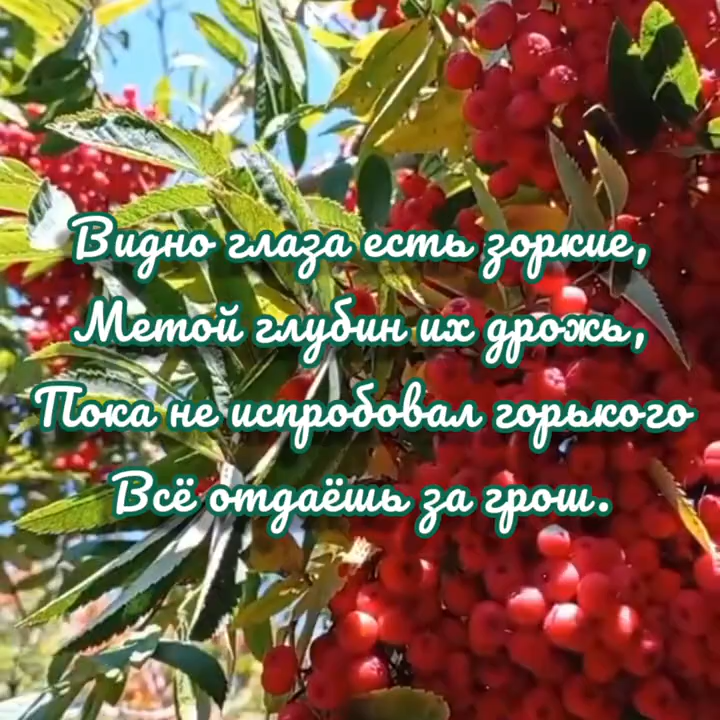 Видно глаза есть зоркие,
Метой глубин их дрожь,
Пока не испробовал горького
Всё отдаёшь за грош.